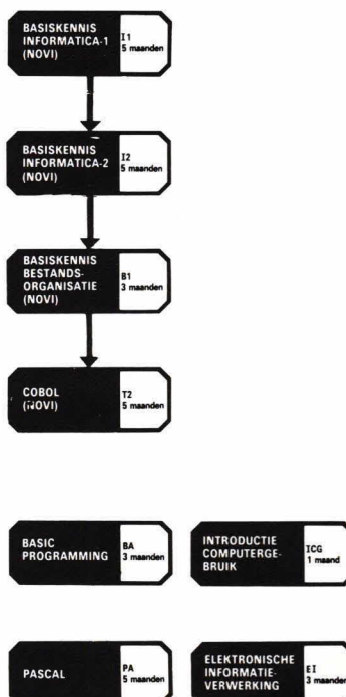 BASISKENNIS
INFORMATICA-1
(NOVI)
I1
5 maanden
BASISKENNIS
INFORMATICA-2
(NOVI)
I2
5 maanden
BASISKENNIS
BESTANDS-
ORGANISATIE
(NOVI)
B1
3 maanden
COBOL
(NOVI)
T2
5 maanden
BASIC
PROGRAMMING
BA
3 maanden
INTRODUCTIE
COMPUTERGE-
BRUIK
ICG
1 maand
PASCAL
PA
5 maanden
ELEKTRONISCHE
INFORMATIE-
VERWERKING
EI
3 maanden